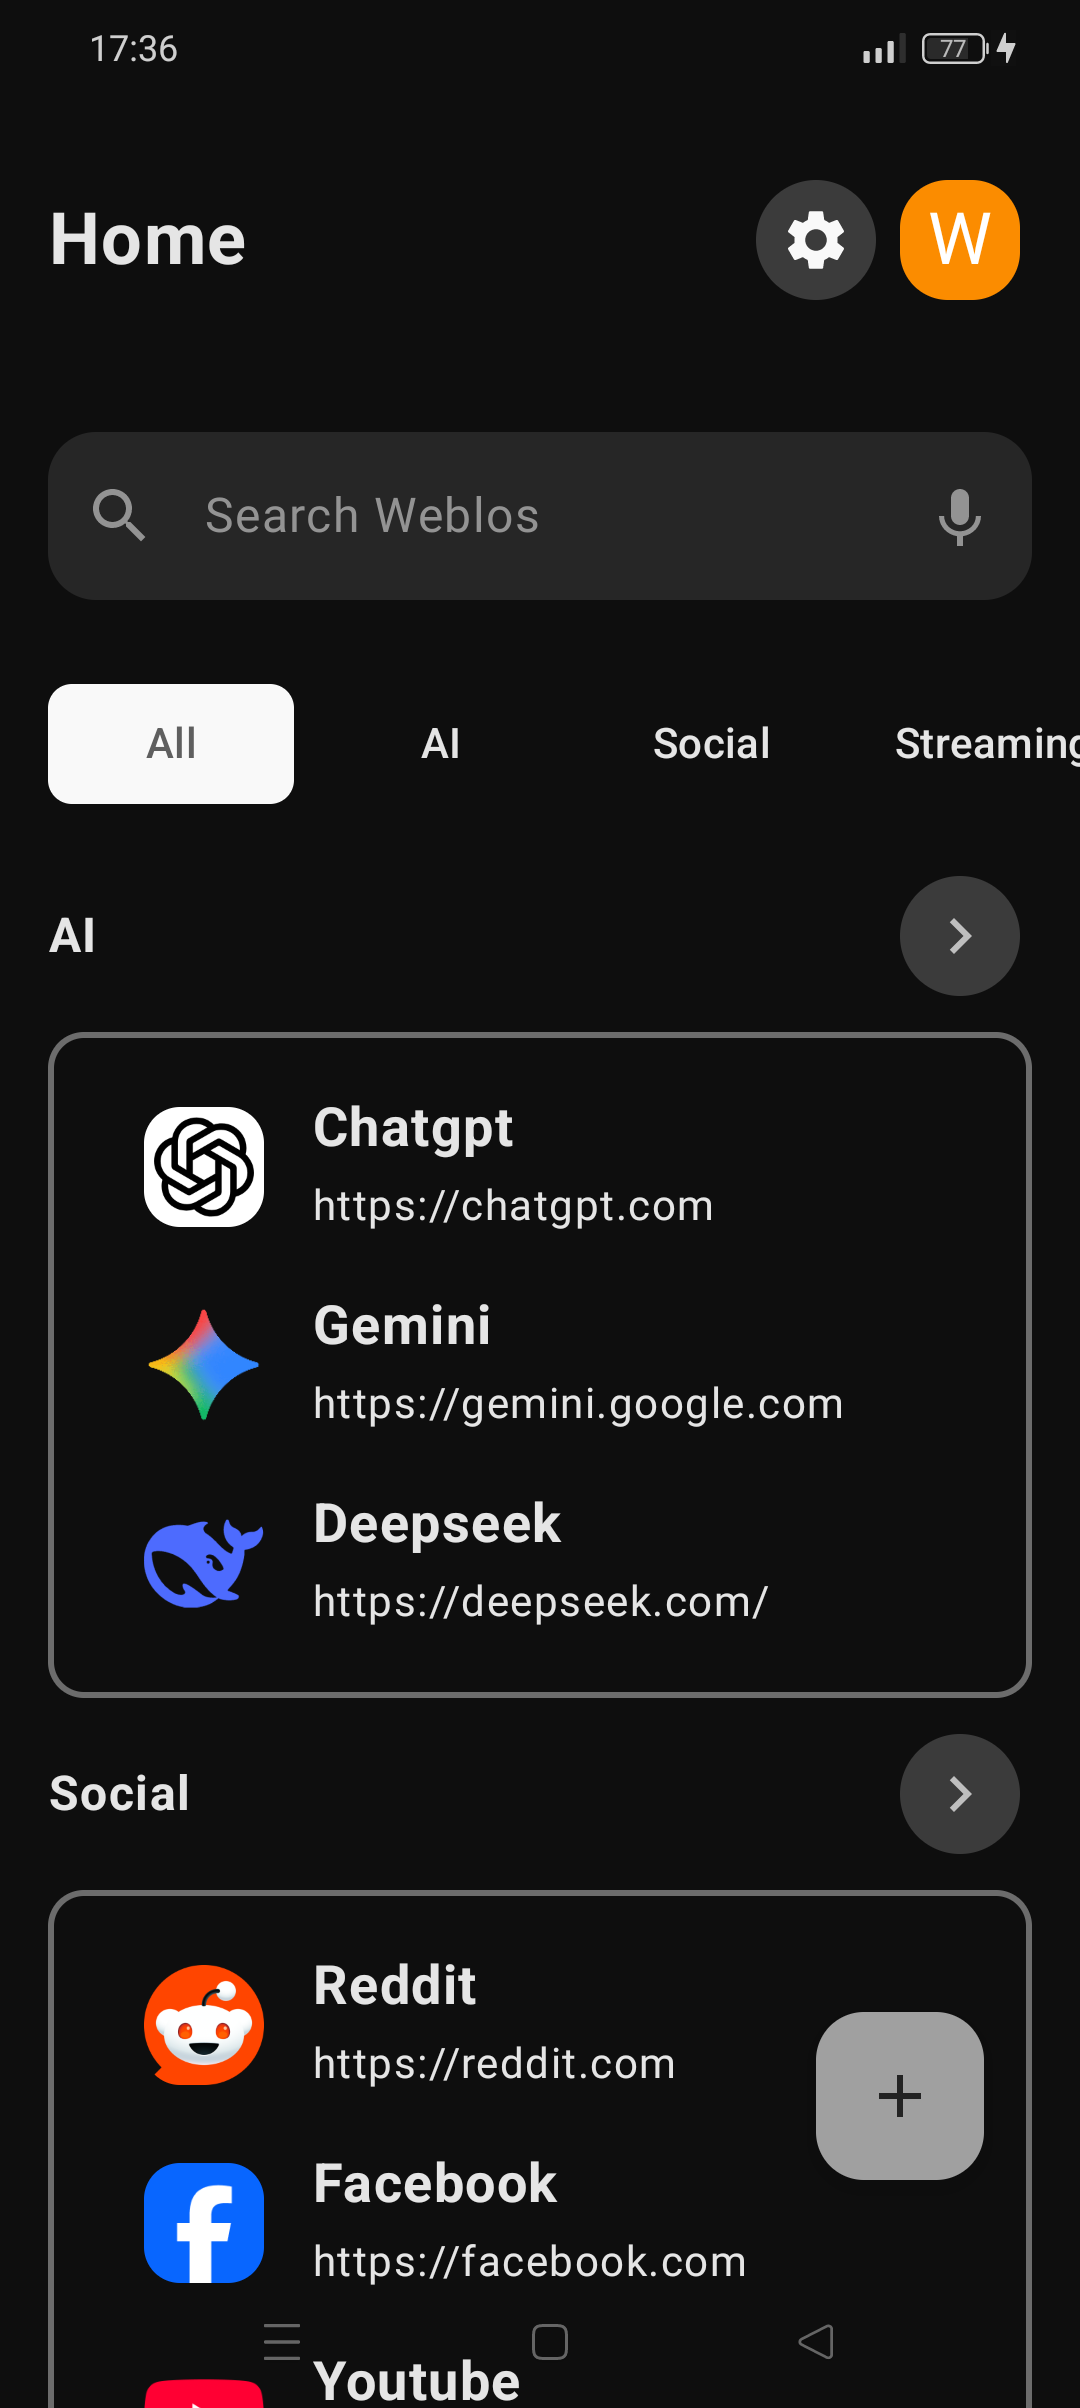 17:36
77
Home
W
Search Weblos
All
AI
Social
Streaming
AI
Chatgpt
https://chatgpt.com
Gemini
https://gemini.google.com
Deepseek
https://deepseek.com/
Social
Reddit
https://reddit.com
Facebook
https://facebook.com
Youtube